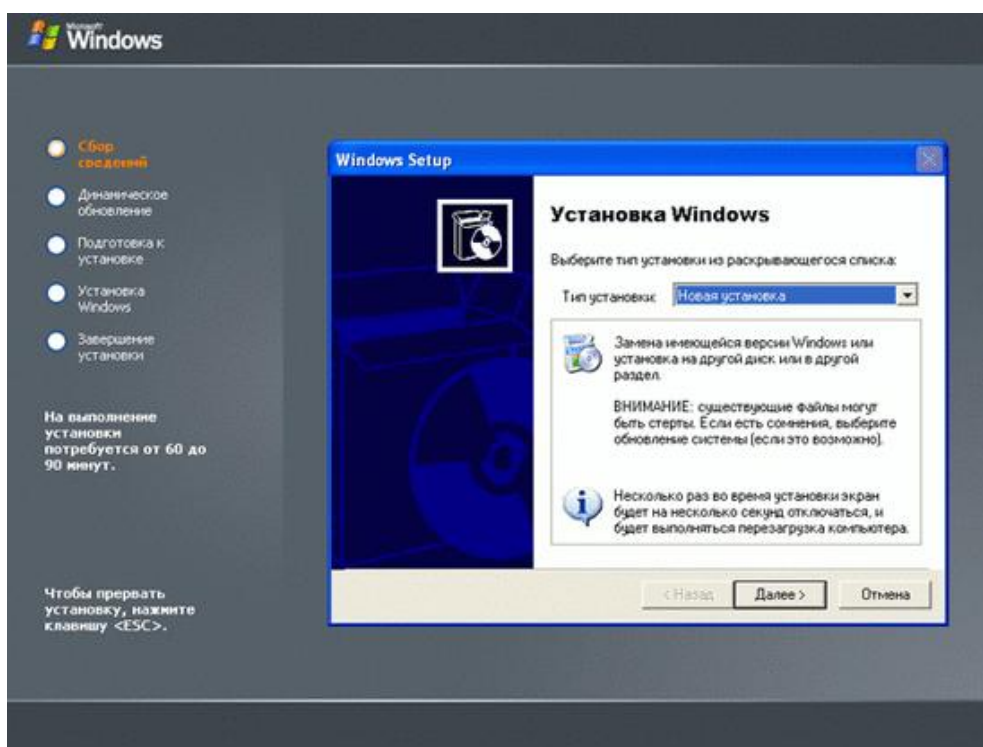 Microsoft
Windows
Сбор
сведений
Динамическое
обновление
Подготовка к
установке
Установка
Windows
Завершение
установки
На выполнение
установки
потребуется от 60 до
90 минут.
Чтобы прервать
установку, нажмите
клавишу <ESC>.
Windows Setup
Установка Windows
Выберите тип установки из раскрывающегося списка:
Тип установки: Новая установка
Замена имеющейся версии Windows или
установка на другой диск или в другой
раздел.
ВНИМАНИЕ: существующие файлы могут
быть стерты. Если есть сомнения, выберите
обновление системы (если это возможно).
Несколько раз во время установки экран
будет на несколько секунд отключаться, и
будет выполняться перезагрузка компьютера.
< Назад Далее > Отмена